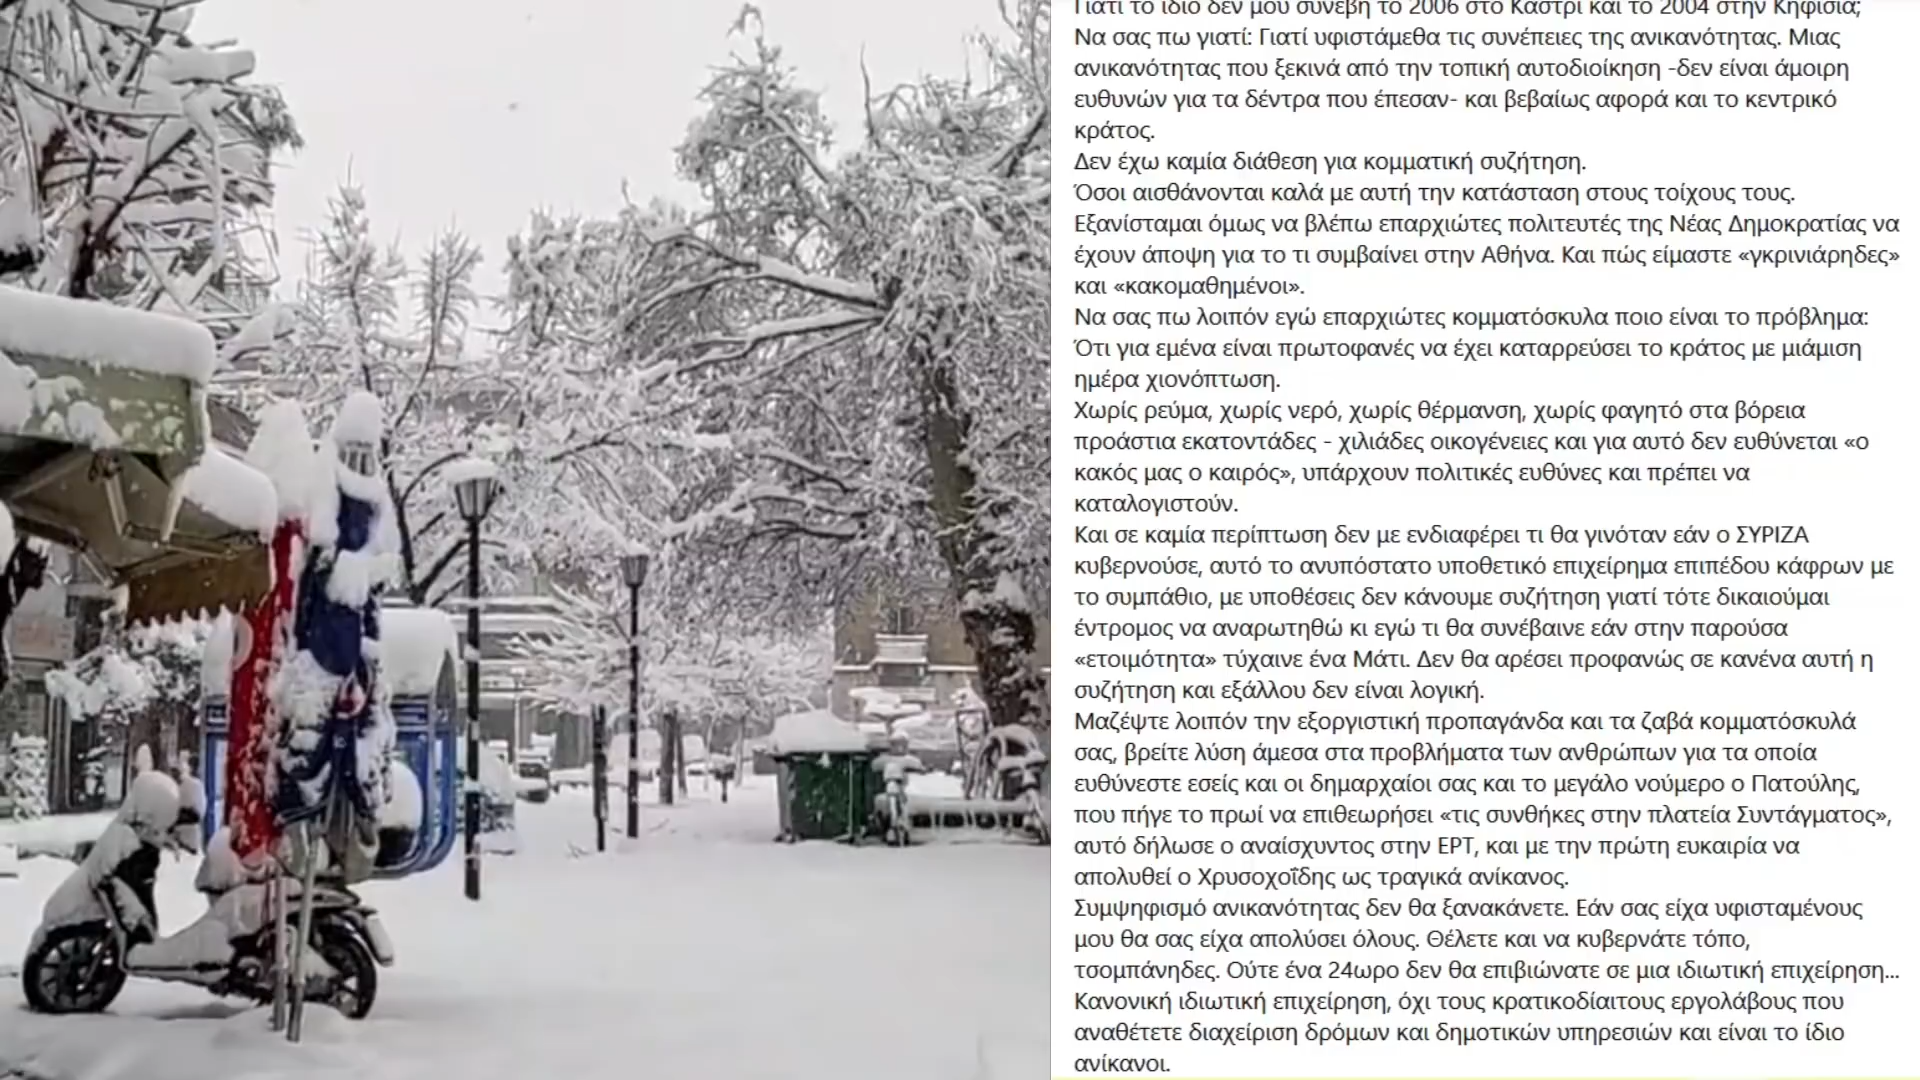 Γιατί το ίδιο δεν μου συνέβη το 2006 στο Καστρί και το 2004 στην Κηφισιά;
Να σας πω γιατί: Γιατί υφιστάμεθα τις συνέπειες της ανικανότητας. Μιας
ανικανότητας που ξεκινά από την τοπική αυτοδιοίκηση -δεν είναι άμοιρη
ευθυνών για τα δέντρα που έπεσαν- και βεβαίως αφορά και το κεντρικό
κράτος.
Δεν έχω καμία διάθεση για κομματική συζήτηση.
Όσοι αισθάνονται καλά με αυτή την κατάσταση στους τοίχους τους.
Εξανίσταμαι όμως να βλέπω επαρχιώτες πολιτευτές της Νέας Δημοκρατίας να
έχουν άποψη για το τι συμβαίνει στην Αθήνα. Και πώς είμαστε «γκρινιάρηδες»
και «κακομαθημένοι».
Να σας πω λοιπόν εγώ επαρχιώτες κομματόσκυλα ποιο είναι το πρόβλημα:
Ότι για εμένα είναι πρωτοφανές να έχει καταρρεύσει το κράτος με μιάμιση
ημέρα χιονόπτωση.
Χωρίς ρεύμα, χωρίς νερό, χωρίς θέρμανση, χωρίς φαγητό στα βόρεια
προάστια εκατοντάδες - χιλιάδες οικογένειες και για αυτό δεν ευθύνεται «ο
κακός μας ο καιρός», υπάρχουν πολιτικές ευθύνες και πρέπει να
καταλογιστούν.
Και σε καμία περίπτωση δεν με ενδιαφέρει τι θα γινόταν εάν ο ΣΥΡΙΖΑ
κυβερνούσε, αυτό το ανυπόστατο υποθετικό επιχείρημα επιπέδου κάφρων με
το συμπάθιο, με υποθέσεις δεν κάνουμε συζήτηση γιατί τότε δικαιούμαι
έντρομος να αναρωτηθώ κι εγώ τι θα συνέβαινε εάν στην παρούσα
«ετοιμότητα» τύχαινε ένα Μάτι. Δεν θα αρέσει προφανώς σε κανένα αυτή η
συζήτηση και εξάλλου δεν είναι λογική.
Μαζέψτε λοιπόν την εξοργιστική προπαγάνδα και τα ζαβά κομματόσκυλά
σας, βρείτε λύση άμεσα στα προβλήματα των ανθρώπων για τα οποία
ευθύνεστε εσείς και οι δημαρχαίοι σας και το μεγάλο νούμερο ο Πατούλης,
που πήγε το πρωί να επιθεωρήσει «τις συνθήκες στην πλατεία Συντάγματος»,
αυτό δήλωσε ο αναίσχυντος στην ΕΡΤ, και με την πρώτη ευκαιρία να
απολυθεί ο Χρυσοχοΐδης ως τραγικά ανίκανος.
Συμψηφισμό ανικανότητας δεν θα ξανακάνετε. Εάν σας είχα υφισταμένους
μου θα σας είχα απολύσει όλους. Θέλετε και να κυβερνάτε τόπο,
τσομπάνηδες. Ούτε ένα 24ωρο δεν θα επιβιώνατε σε μια ιδιωτική επιχείρηση...
Κανονική ιδιωτική επιχείρηση, όχι τους κρατικοδίαιτους εργολάβους που
αναθέτετε διαχείριση δρόμων και δημοτικών υπηρεσιών και είναι το ίδιο
ανίκανοι.